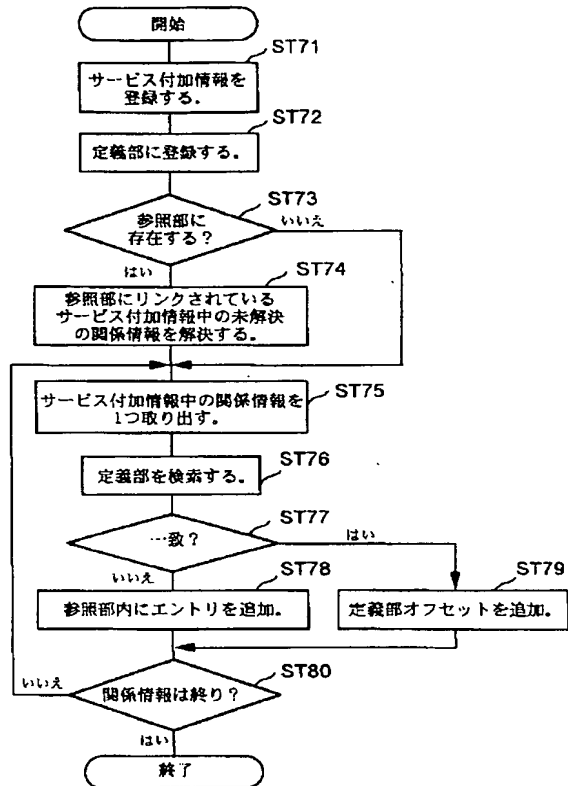 開始
ST71
サービス付加情報を
登録する。
ST72
定義部に登録する。
ST73
参照部に
存在する?
いいえ
はい
ST74
参照部にリンクされている
サービス付加情報中の未解決
の関係情報を解決する。
ST75
サービス付加情報中の関係情報を
1つ取り出す。
ST76
定義部を検索する。
ST77
一致?
はい
いいえ
ST78
参照部内にエントリを追加。
ST79
定義部オフセットを追加。
ST80
関係情報は終り?
いいえ
はい
終了